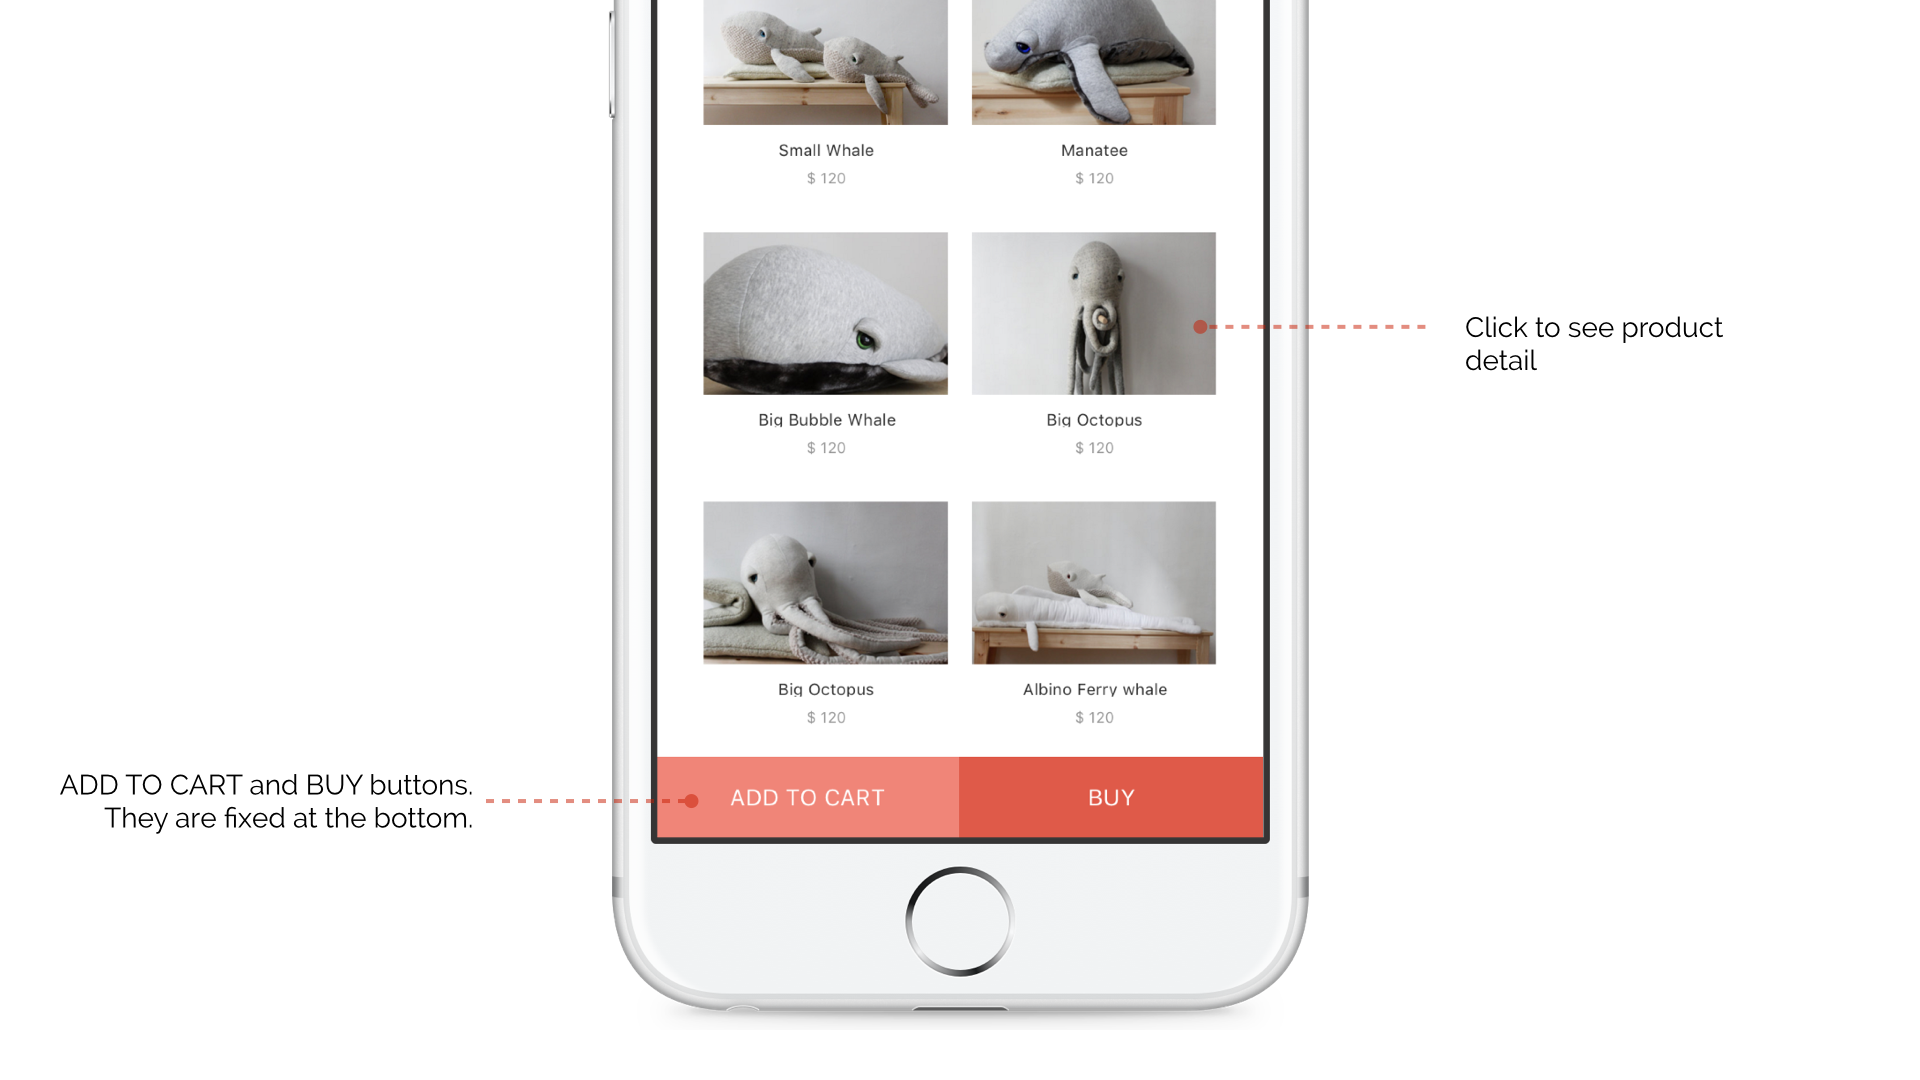 Small Whale
$ 120
Manatee
$ 120
Big Bubble Whale
$ 120
Big Octopus
$ 120
Click to see product
detail
Big Octopus
$ 120
Albino Ferry whale
$ 120
ADD TO CART and BUY buttons.
They are fixed at the bottom.
ADD TO CART
BUY